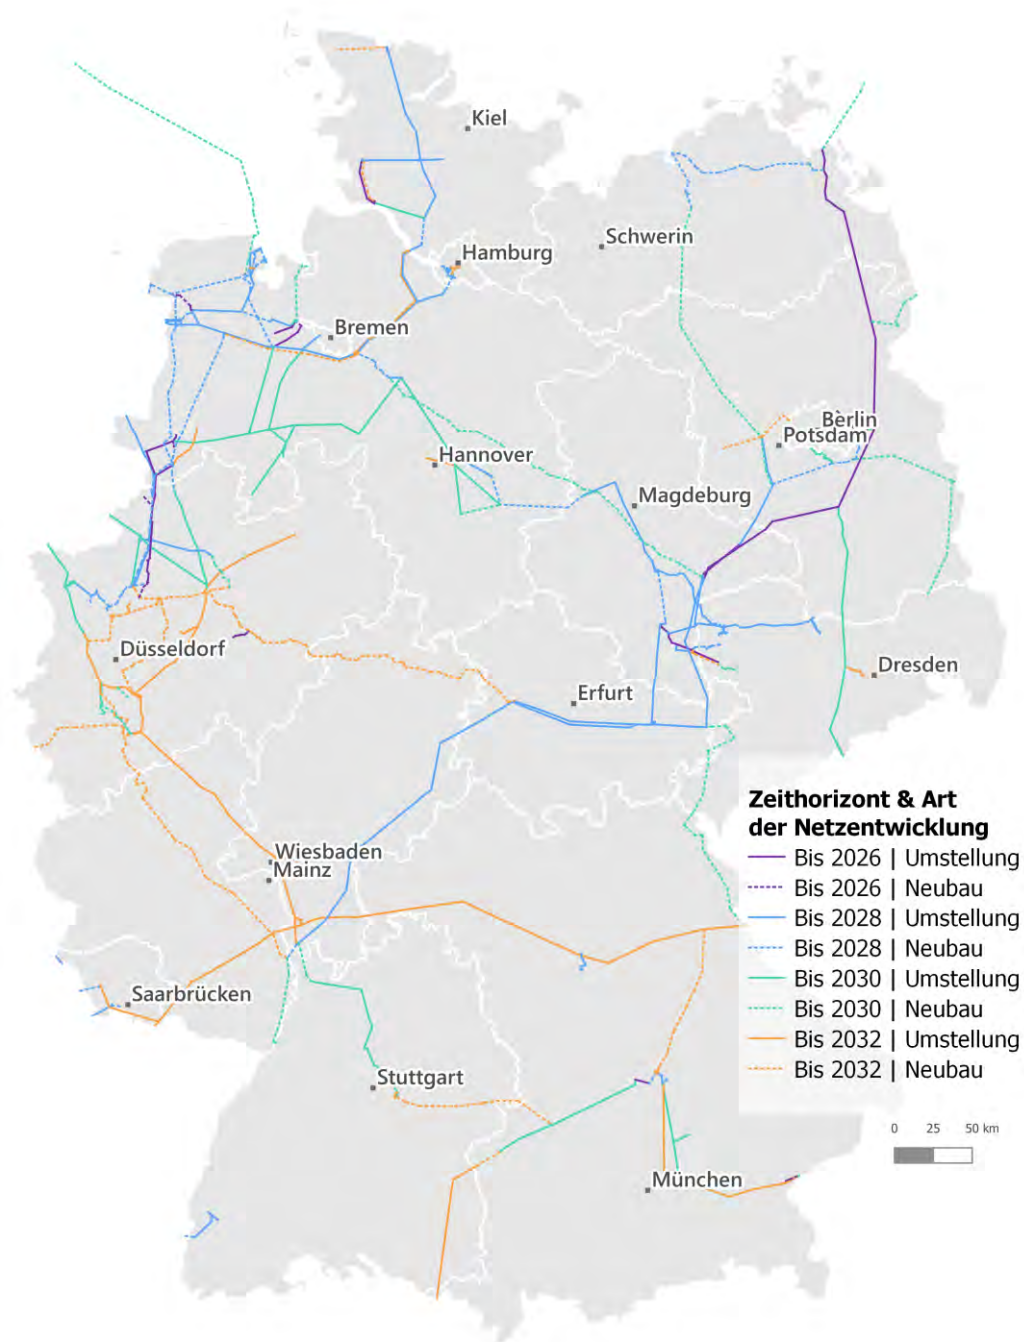 Kiel
Schwerin
Hamburg
Bremen
Berlin
Potsdam
Hannover
Magdeburg
Düsseldorf
Dresden
Erfurt
Wiesbaden
Mainz
Saarbrücken
Stuttgart
München
Zeithorizont & Art
der Netzentwicklung
Bis 2026 | Umstellung
Bis 2026 | Neubau
Bis 2028 | Umstellung
Bis 2028 | Neubau
Bis 2030 | Umstellung
Bis 2030 | Neubau
Bis 2032 | Umstellung
Bis 2032 | Neubau
0 25 50 km